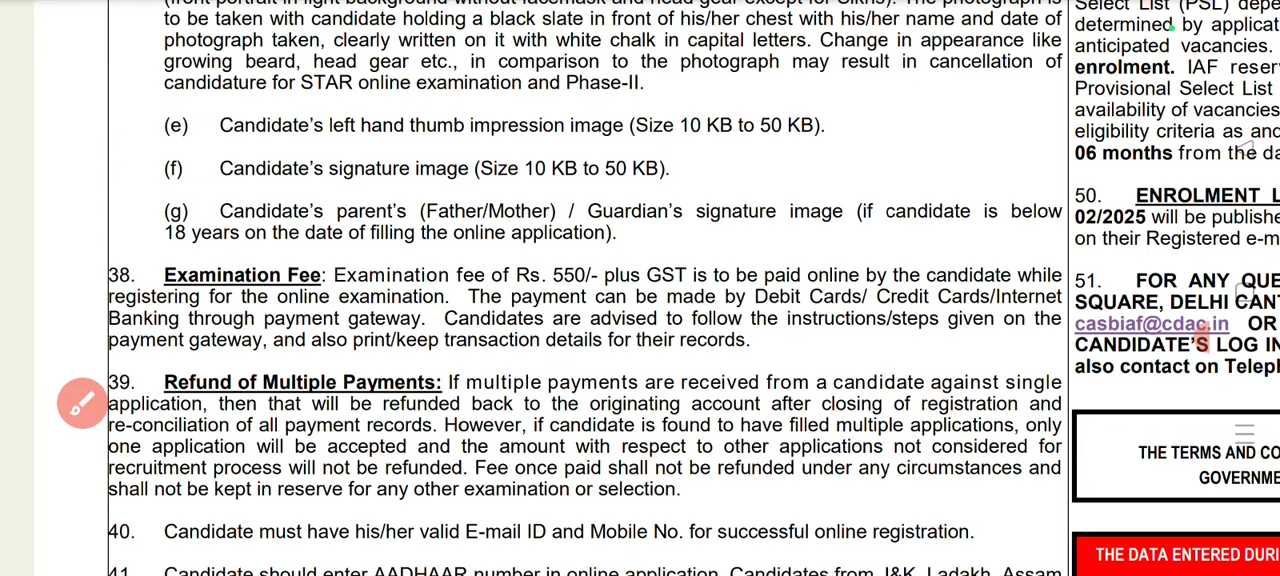 to be taken with candidate holding a black slate in front of his/her chest with his/her name and date of
photograph taken, clearly written on it with white chalk in capital letters. Change in appearance like
growing beard, head gear etc., in comparison to the photograph may result in cancellation of
candidature for STAR online examination and Phase-II.
(e) Candidate's left hand thumb impression image (Size 10 KB to 50 KB).
(f) Candidate's signature image (Size 10 KB to 50 KB).
(g) Candidate's parent's (Father/Mother) / Guardian's signature image (if candidate is below
18 years on the date of filling the online application).
38. Examination Fee: Examination fee of Rs. 550/- plus GST is to be paid online by the candidate while
registering for the online examination. The payment can be made by Debit Cards/ Credit Cards/Internet
Banking through payment gateway. Candidates are advised to follow the instructions/steps given on the
payment gateway, and also print/keep transaction details for their records.
39. Refund of Multiple Payments: If multiple payments are received from a candidate against single
application, then that will be refunded back to the originating account after closing of registration and
re-conciliation of all payment records. However, if candidate is found to have filled multiple applications, only
one application will be accepted and the amount with respect to other applications not considered for
recruitment process will not be refunded. Fee once paid shall not be refunded under any circumstances and
shall not be kept in reserve for any other examination or selection.
40. Candidate must have his/her valid E-mail ID and Mobile No. for successful online registration.
41. Candidate should enter AADHAAR number in online application. Candidates from J&K, Ladakh, Assam
Select List (PSL) depe
determined by applicat
anticipated vacancies.
enrolment. IAF reser
Provisional Select List
availability of vacancies
eligibility criteria as and
06 months from the da
50. ENROLMENT L
02/2025 will be publishe
on their Registered e-m
51. FOR ANY QUE
SQUARE, DELHI CANT
casbiaf@cdac.in OR
CANDIDATE'S LOG IN
also contact on Teleph
THE TERMS AND CO
GOVERNME
THE DATA ENTERED DURI